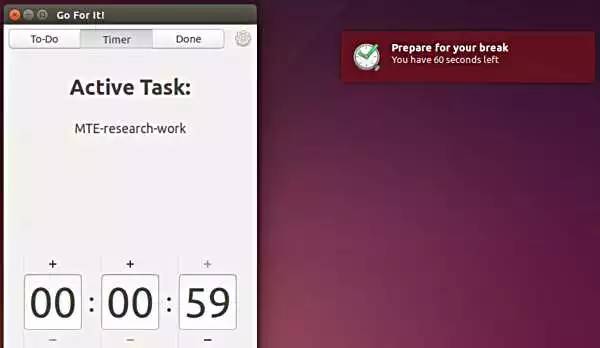 Go For It!
To-Do
Timer
Done
Active Task:
MTE-research-work
+ + +
00 : 00 : 59
− − −
Prepare for your break
You have 60 seconds left